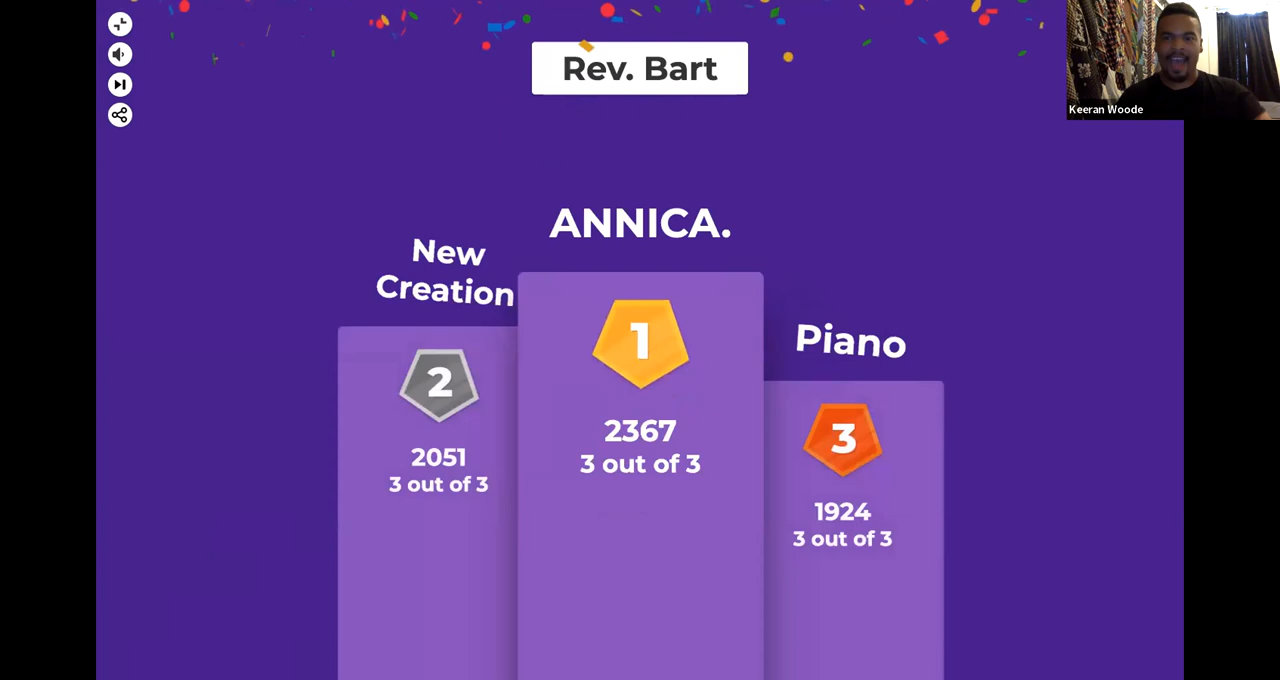 Rev. Bart
Keeran Woode
ANNICA.
New
Creation
Piano
1
2
3
2367
3 out of 3
2051
3 out of 3
1924
3 out of 3